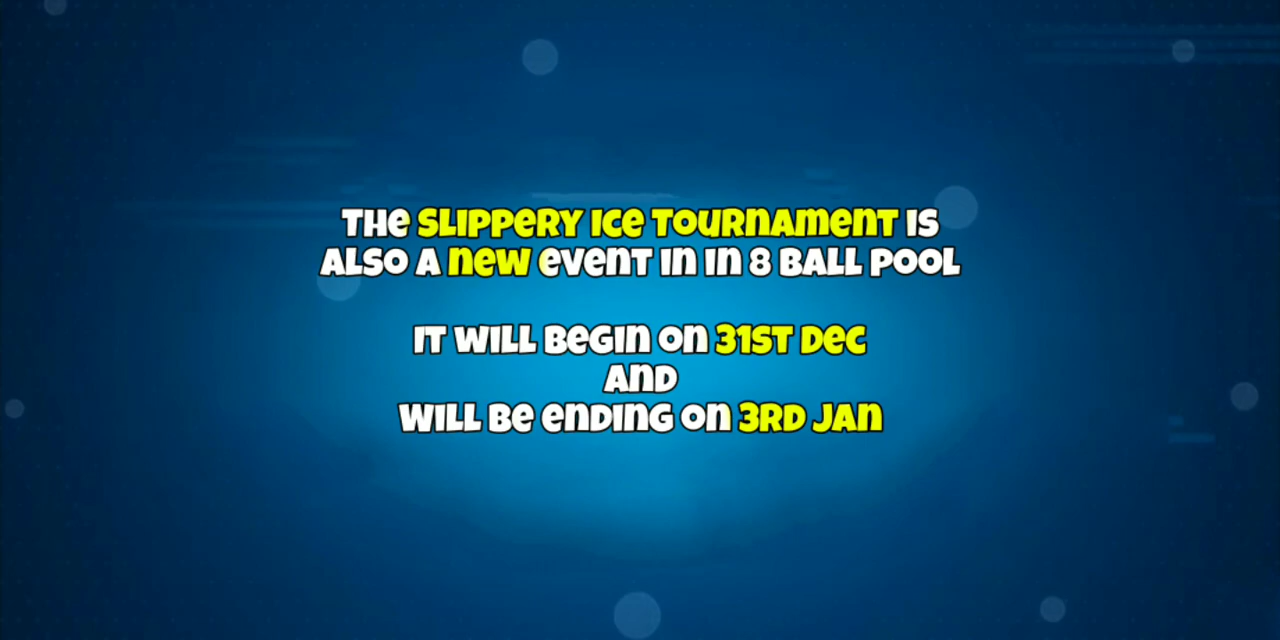 THE SLIPPERY ICE TOURNAMENT IS
ALSO A NEW EVENT IN IN 8 BALL POOL
IT WILL BEGIN ON 31ST DEC
AND
WILL BE ENDING ON 3RD JAN